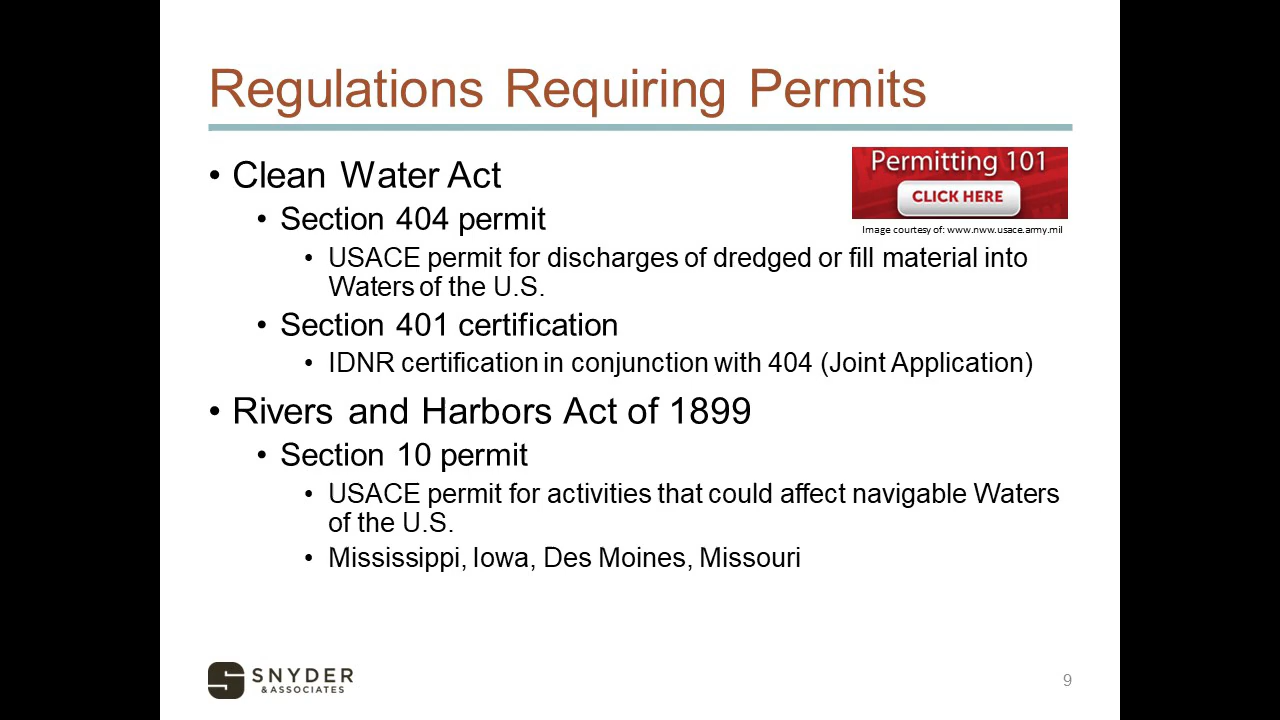 Regulations Requiring Permits
• Clean Water Act
Permitting 101
CLICK HERE
Image courtesy of: www.nww.usace.army.mil
• Section 404 permit
• USACE permit for discharges of dredged or fill material into
Waters of the U.S.
• Section 401 certification
• IDNR certification in conjunction with 404 (Joint Application)
• Rivers and Harbors Act of 1899
• Section 10 permit
• USACE permit for activities that could affect navigable Waters
of the U.S.
• Mississippi, Iowa, Des Moines, Missouri
SNYDER
& ASSOCIATES
9